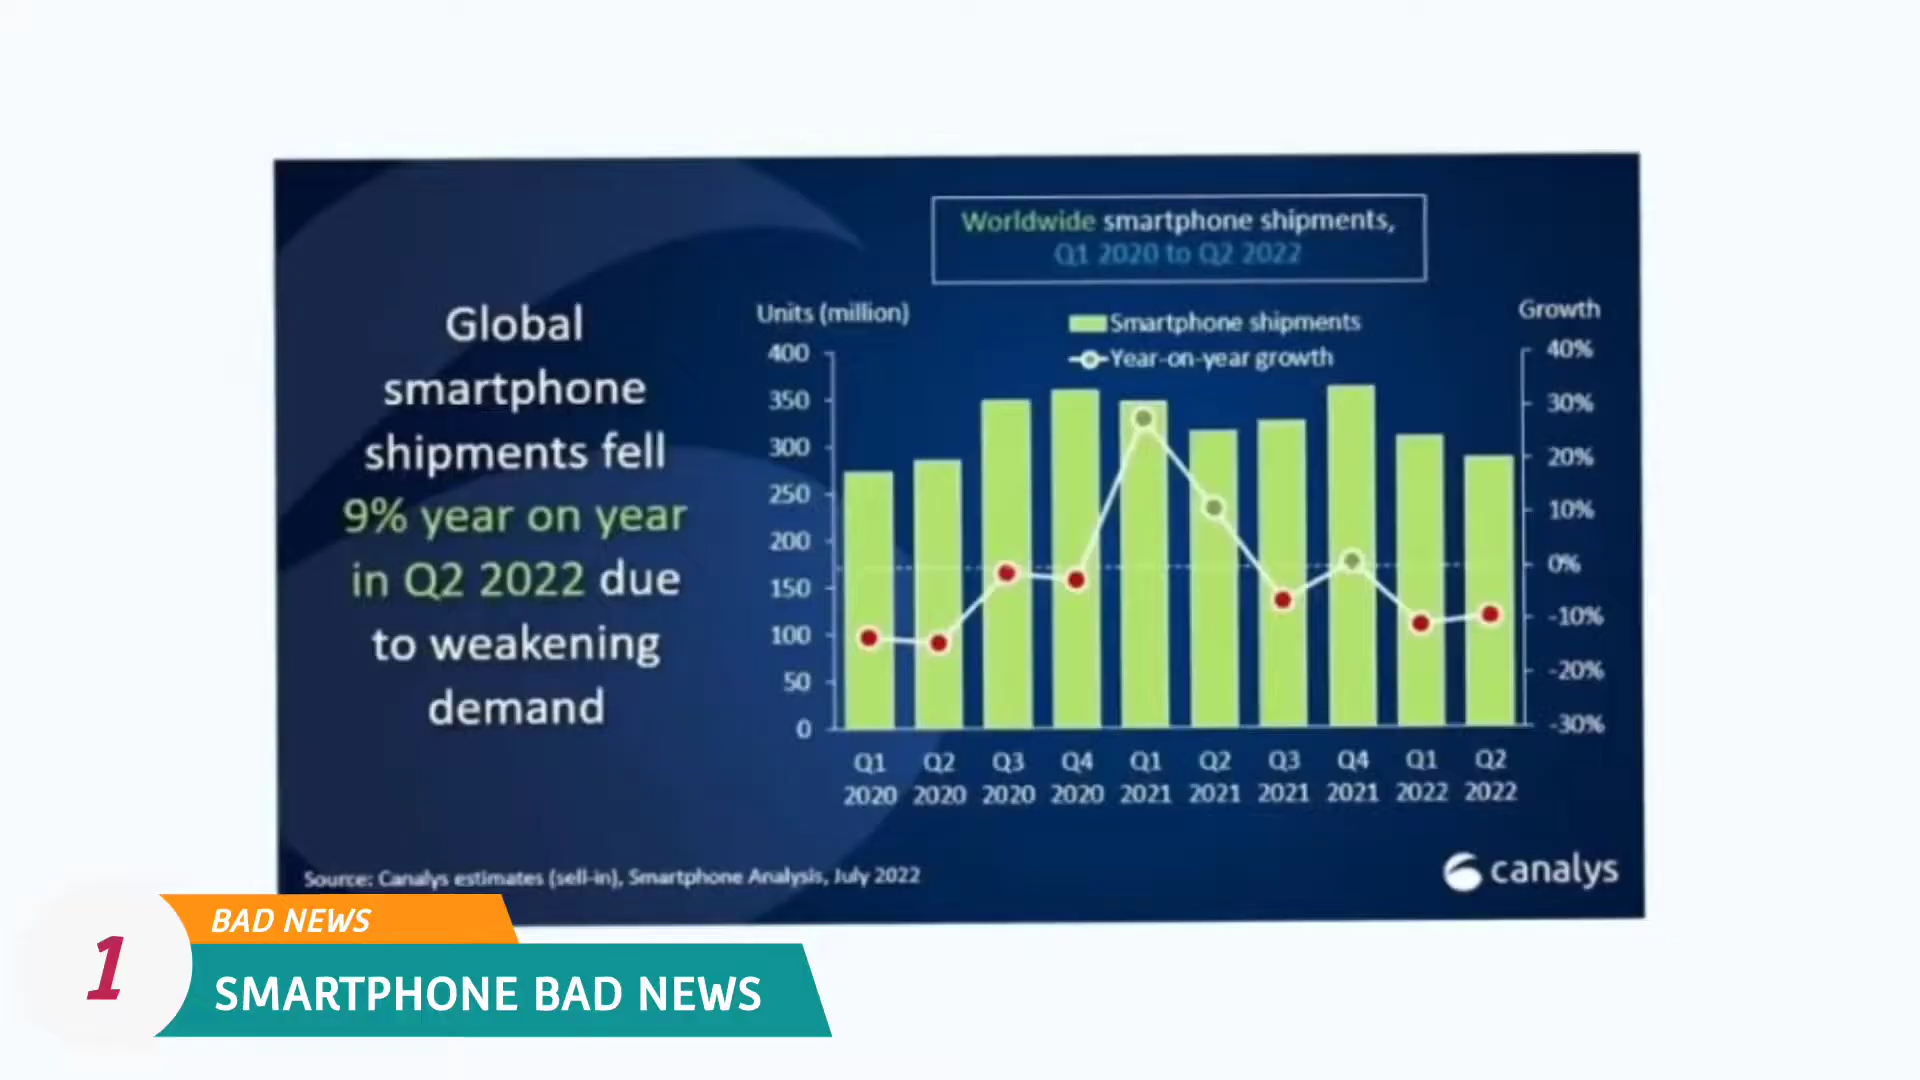 Worldwide smartphone shipments,
Q1 2020 to Q2 2022
Global
smartphone
shipments fell
9% year on year
in Q2 2022 due
to weakening
demand
Units (million)
Smartphone shipments
Year-on-year growth
Growth
400
350
300
250
200
150
100
50
0
40%
30%
20%
10%
0%
-10%
-20%
-30%
Q1 Q2 Q3 Q4 Q1 Q2 Q3 Q4 Q1 Q2
2020 2020 2020 2020 2021 2021 2021 2021 2022 2022
Source: Canalys estimates (sell-in), Smartphone Analysis, July 2022
canalys
1
BAD NEWS
SMARTPHONE BAD NEWS